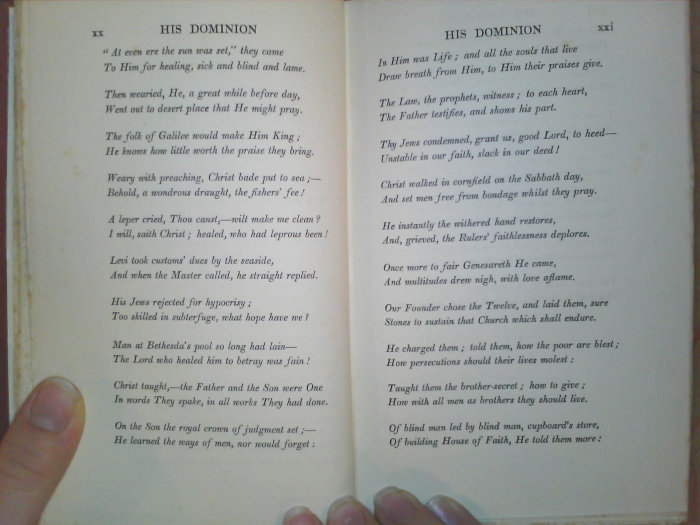 xx HIS DOMINION
" At even ere the sun was set," they came
To Him for healing, sick and blind and lame.
Then wearied, He, a great while before day,
Went out to desert place that He might pray.
The folk of Galilee would make Him King ;
He knows how little worth the praise they bring.
Weary with preaching, Christ bade put to sea ;—
Behold, a wondrous draught, the fishers' fee !
A leper cried, Thou canst,—wilt make me clean ?
I will, saith Christ ; healed, who had leprous been !
Levi took customs' dues by the seaside,
And when the Master called, he straight replied.
His Jews rejected for hypocrisy ;
Too skilled in subterfuge, what hope have we ?
Man at Bethesda's pool so long had lain—
The Lord who healed him to betray was fain !
Christ taught,—the Father and the Son were One
In words They spake, in all works They had done.
On the Son the royal crown of judgment set ;—
He learned the ways of men, nor would forget :
HIS DOMINION xxi
In Him was Life ; and all the souls that live
Draw breath from Him, to Him their praises give.
The Law, the prophets, witness ; to each heart,
The Father testifies, and shows his part.
Thy Jews condemned, grant us, good Lord, to heed—
Unstable in our faith, slack in our deed !
Christ walked in cornfield on the Sabbath day,
And set men free from bondage whilst they pray.
He instantly the withered hand restores,
And, grieved, the Rulers' faithlessness deplores.
Once more to fair Genesareth He came,
And multitudes drew nigh, with love aflame.
Our Founder chose the Twelve, and laid them, sure
Stones to sustain that Church which shall endure.
He charged them ; told them, how the poor are blest ;
How persecutions should their lives molest :
Taught them the brother-secret ; how to give ;
How with all men as brothers they should live.
Of blind man led by blind man, cupboard's store,
Of building House of Faith, He told them more :